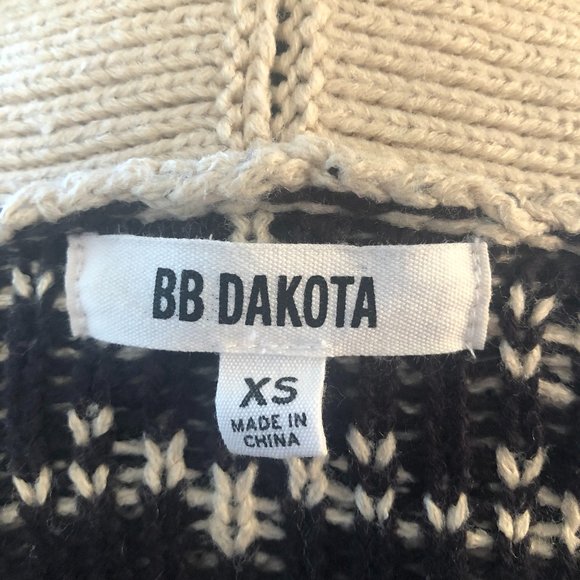 BB DAKOTA
XS
MADE IN
CHINA